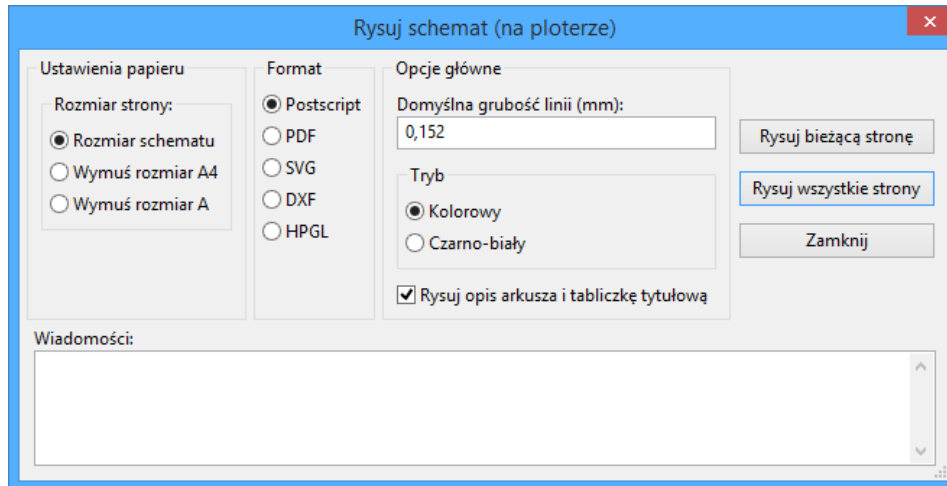 Rysuj schemat (na ploterze)
Ustawienia papieru
Rozmiar strony:
Rozmiar schematu
Wymuś rozmiar A4
Wymuś rozmiar A
Format
Postscript
PDF
SVG
DXF
HPGL
Opcje główne
Domyślna grubość linii (mm):
0,152
Tryb
Kolorowy
Czarno-biały
Rysuj opis arkusza i tabliczkę tytułową
Rysuj bieżącą stronę
Rysuj wszystkie strony
Zamknij
Wiadomości: